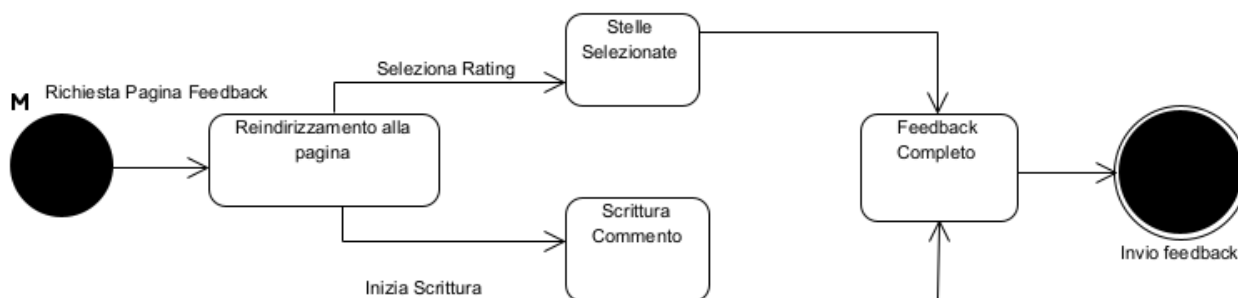 Stelle
Selezionate
Seleziona Rating
M
Richiesta Pagina Feedback
Reindirizzamento alla
pagina
Feedback
Completo
Scrittura
Commento
Invio feedback
Inizia Scrittura